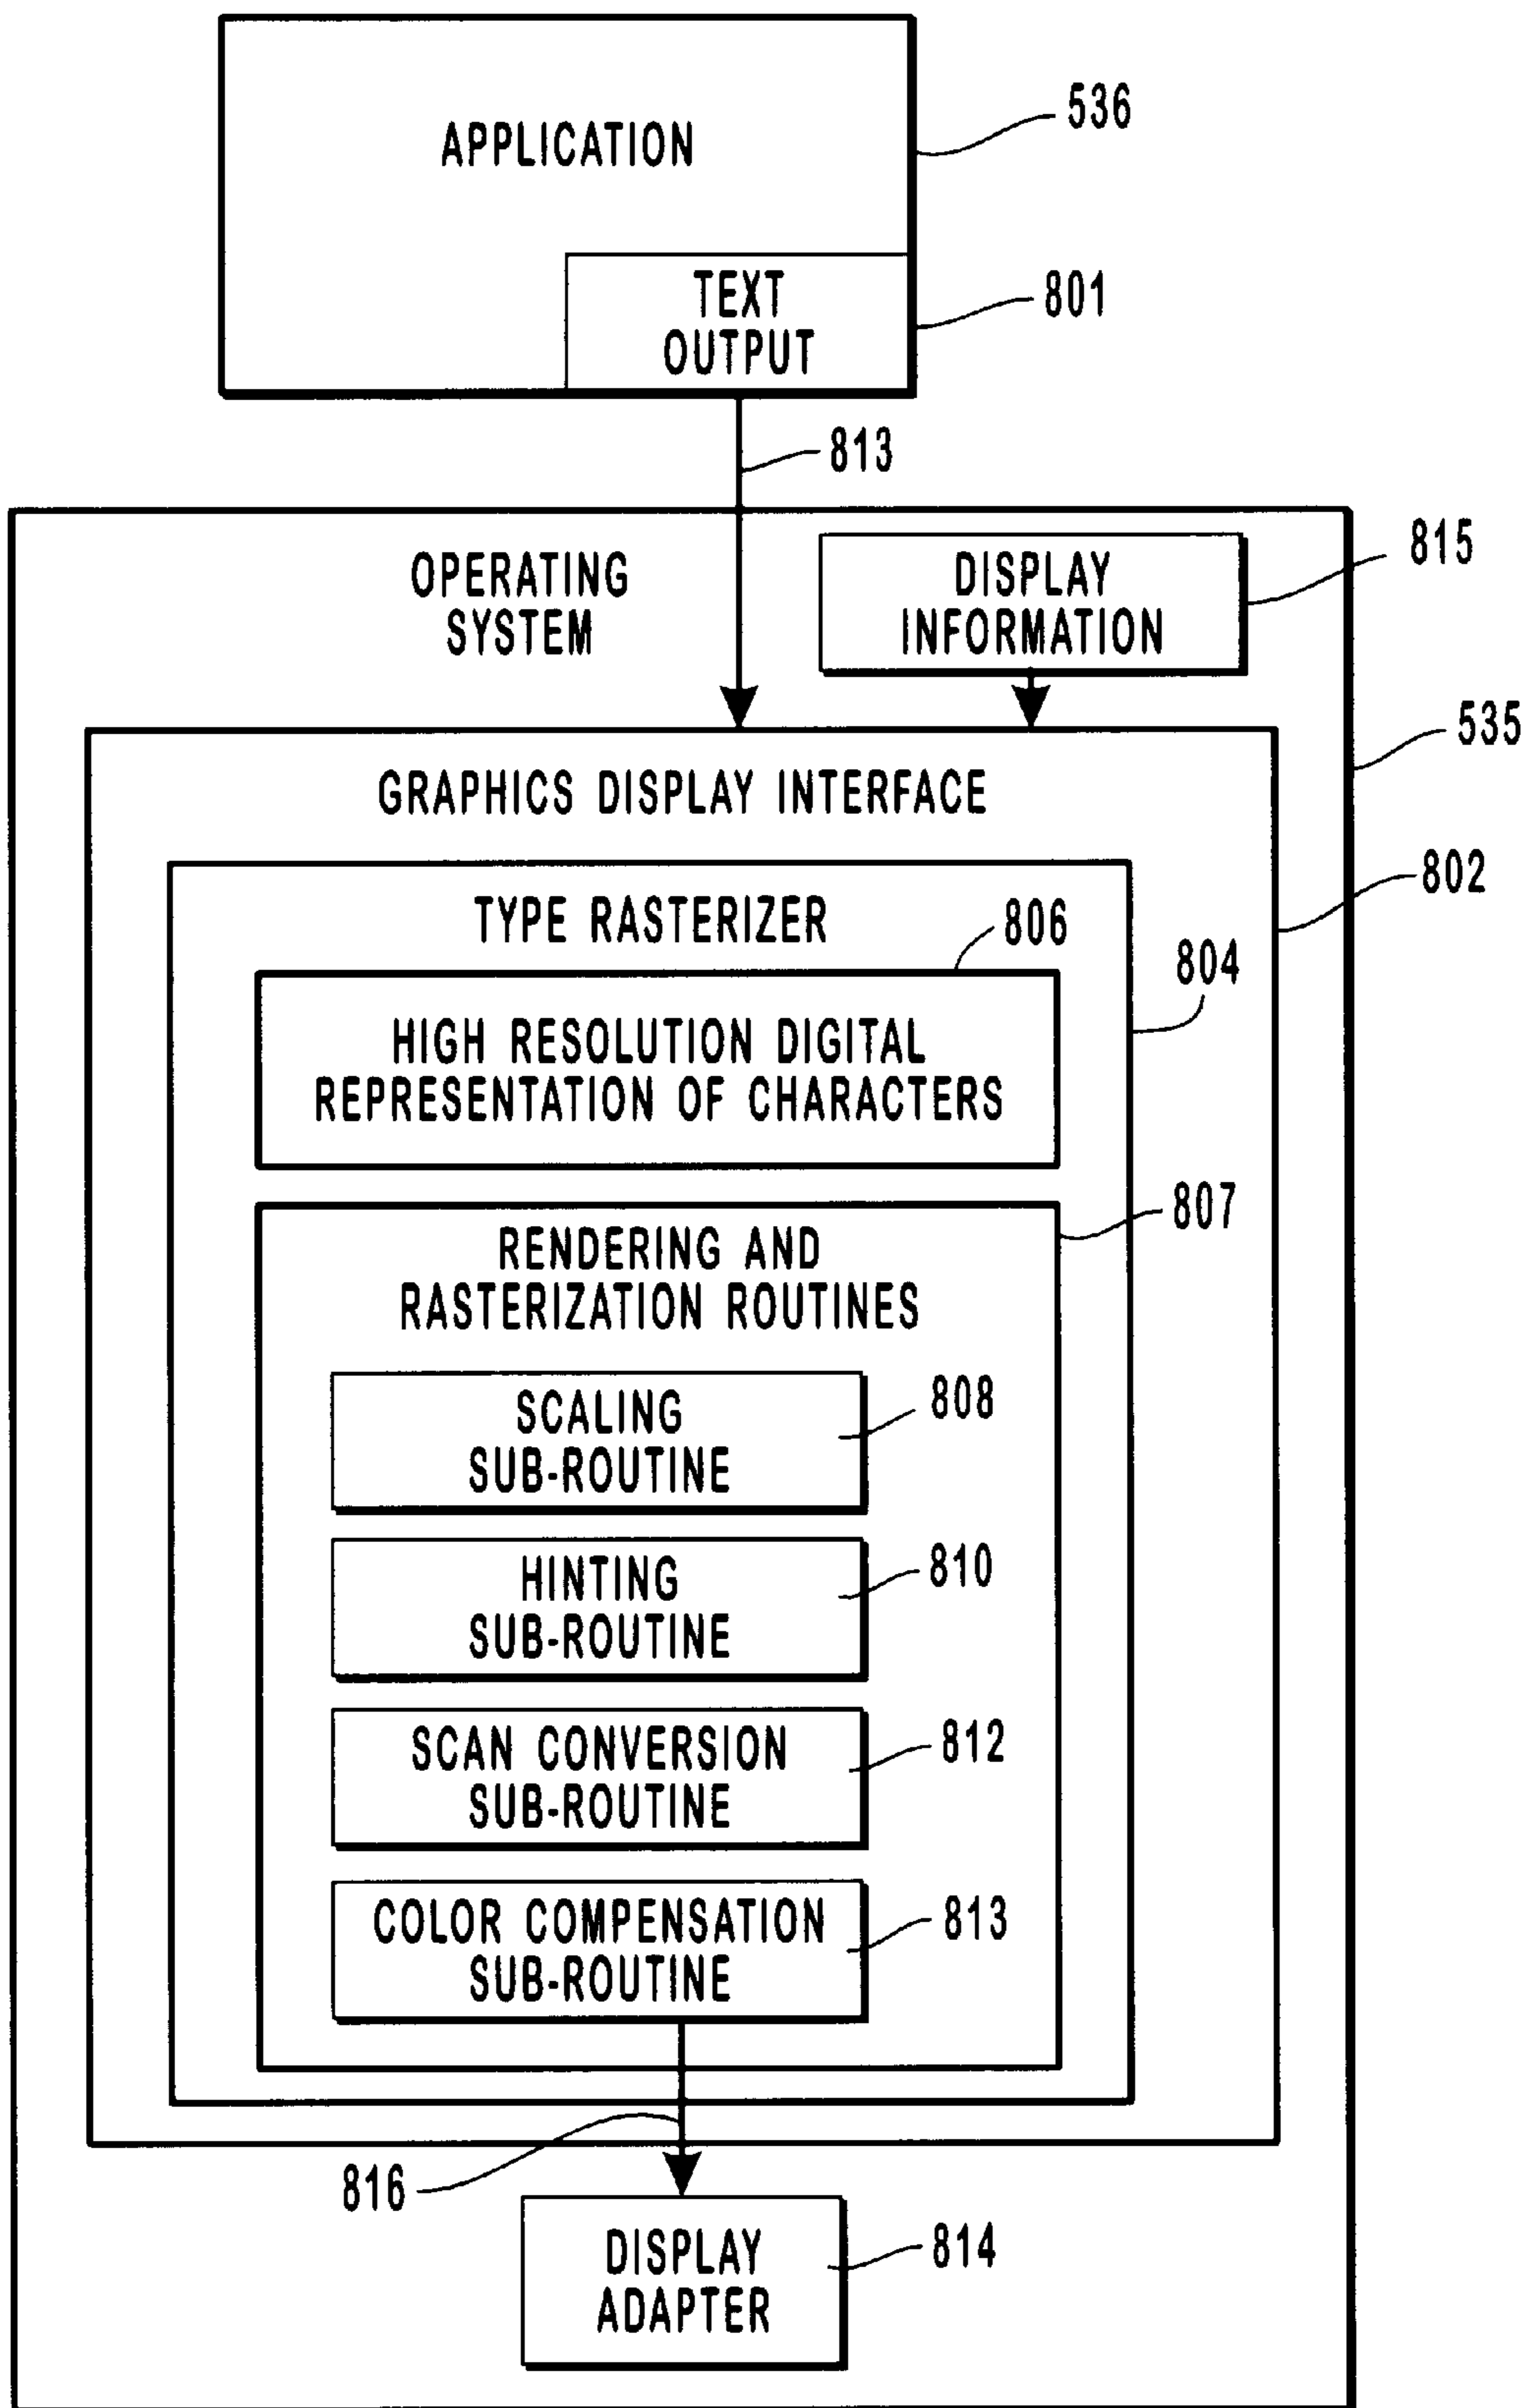 APPLICATION
536
TEXT
OUTPUT
801
813
OPERATING
SYSTEM
DISPLAY
INFORMATION
815
535
GRAPHICS DISPLAY INTERFACE
802
TYPE RASTERIZER
806
804
HIGH RESOLUTION DIGITAL
REPRESENTATION OF CHARACTERS
807
RENDERING AND
RASTERIZATION ROUTINES
SCALING
SUB-ROUTINE
808
HINTING
SUB-ROUTINE
810
SCAN CONVERSION
SUB-ROUTINE
812
COLOR COMPENSATION
SUB-ROUTINE
813
816
DISPLAY
ADAPTER
814